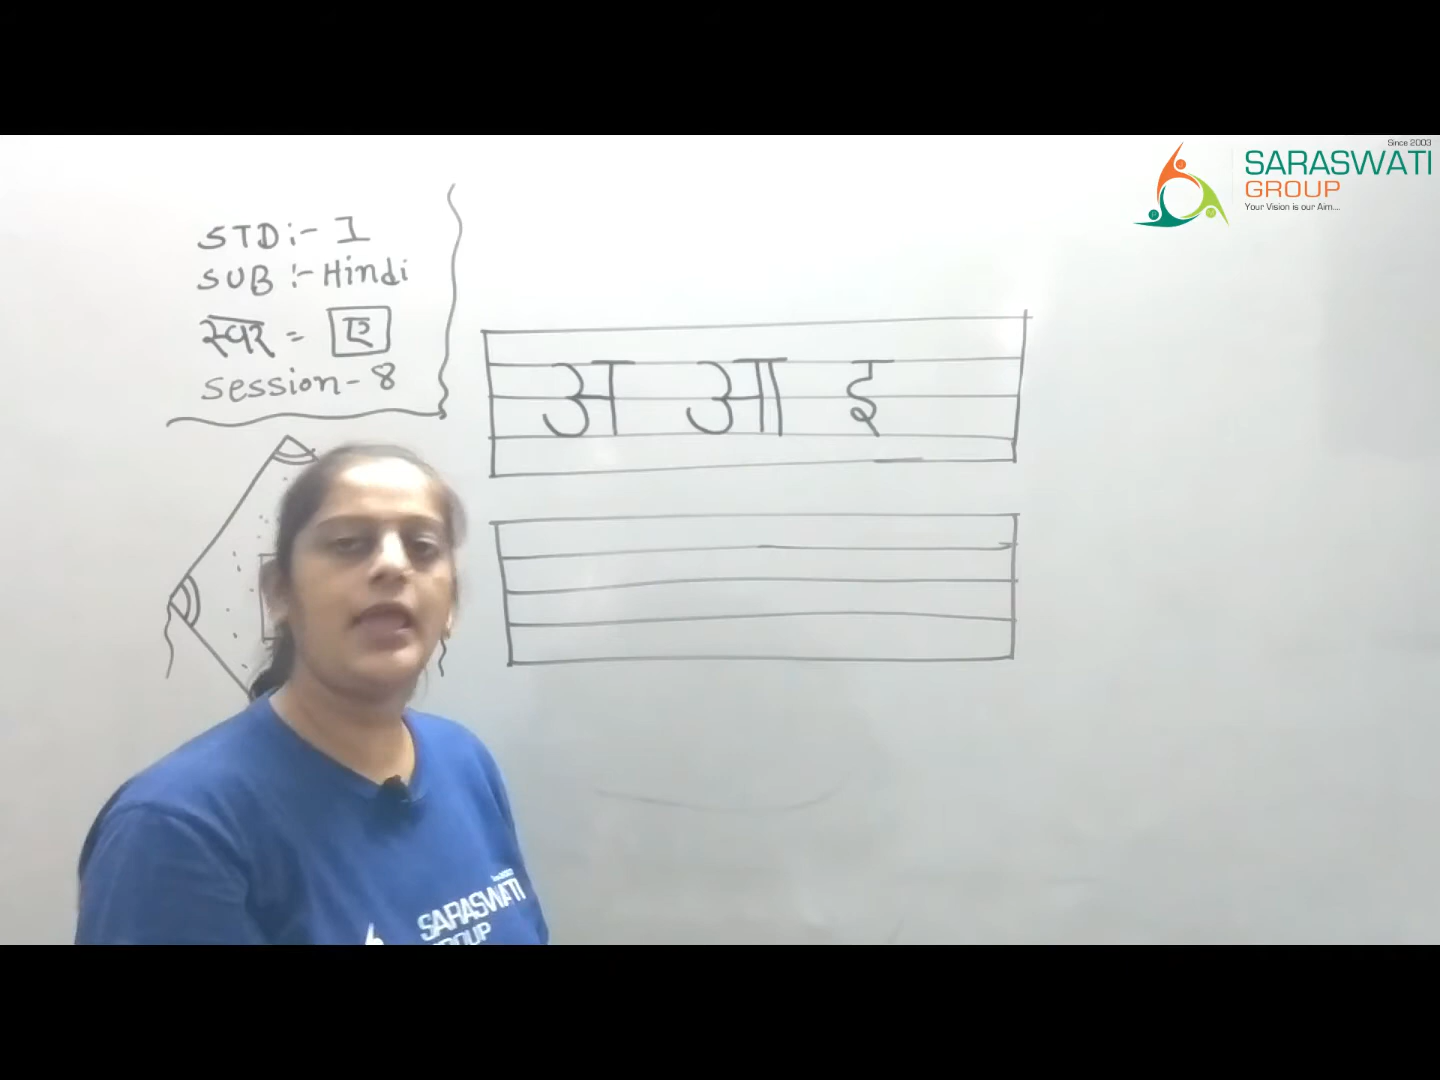 STD :- I
SUB :- Hindi
स्वर = ए
Session - 8
अ आ इ
Since 2003
SARASWATI
GROUP
Your Vision is our Aim....
SARASWATI
GROUP